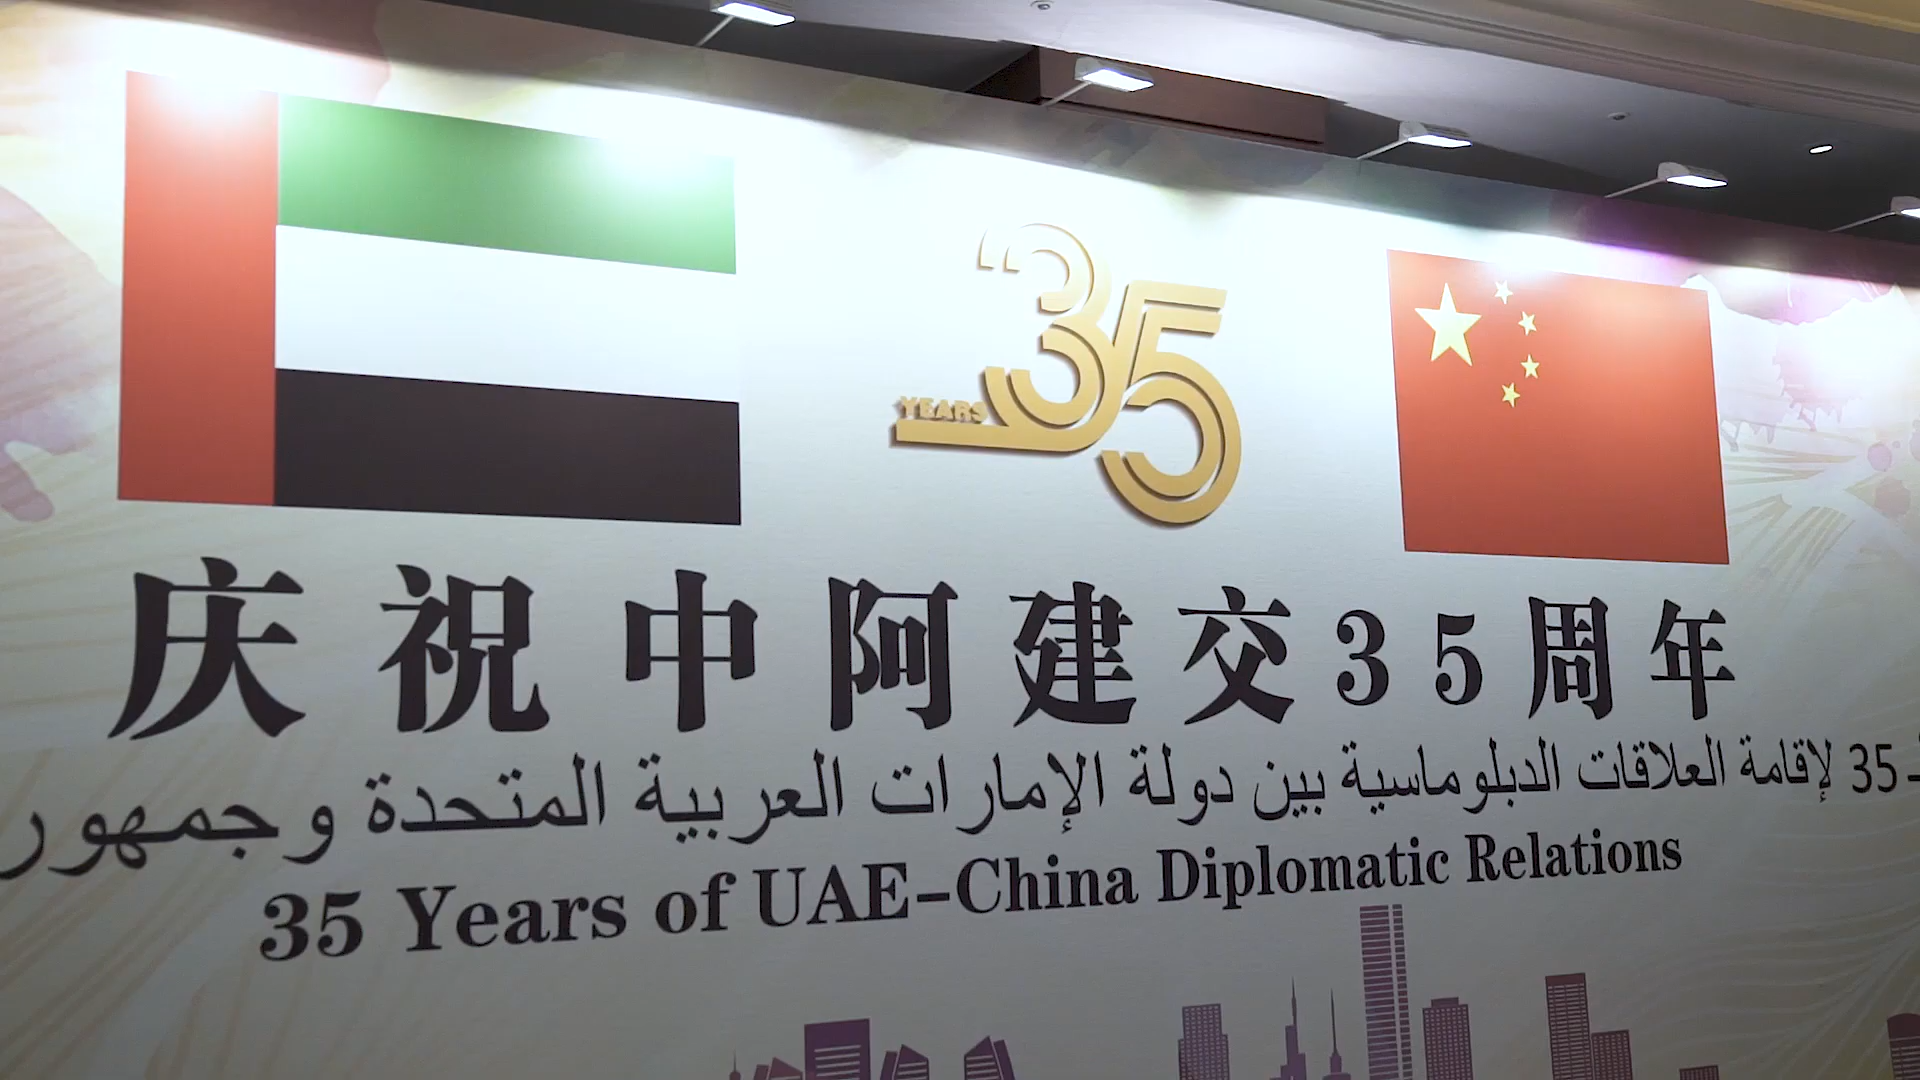 35
YEARS
庆祝中阿建交35周年
35 لإقامة العلاقات الدبلوماسية بين دولة الإمارات العربية المتحدة و
35 Years of UAE-China Diplomatic Relations